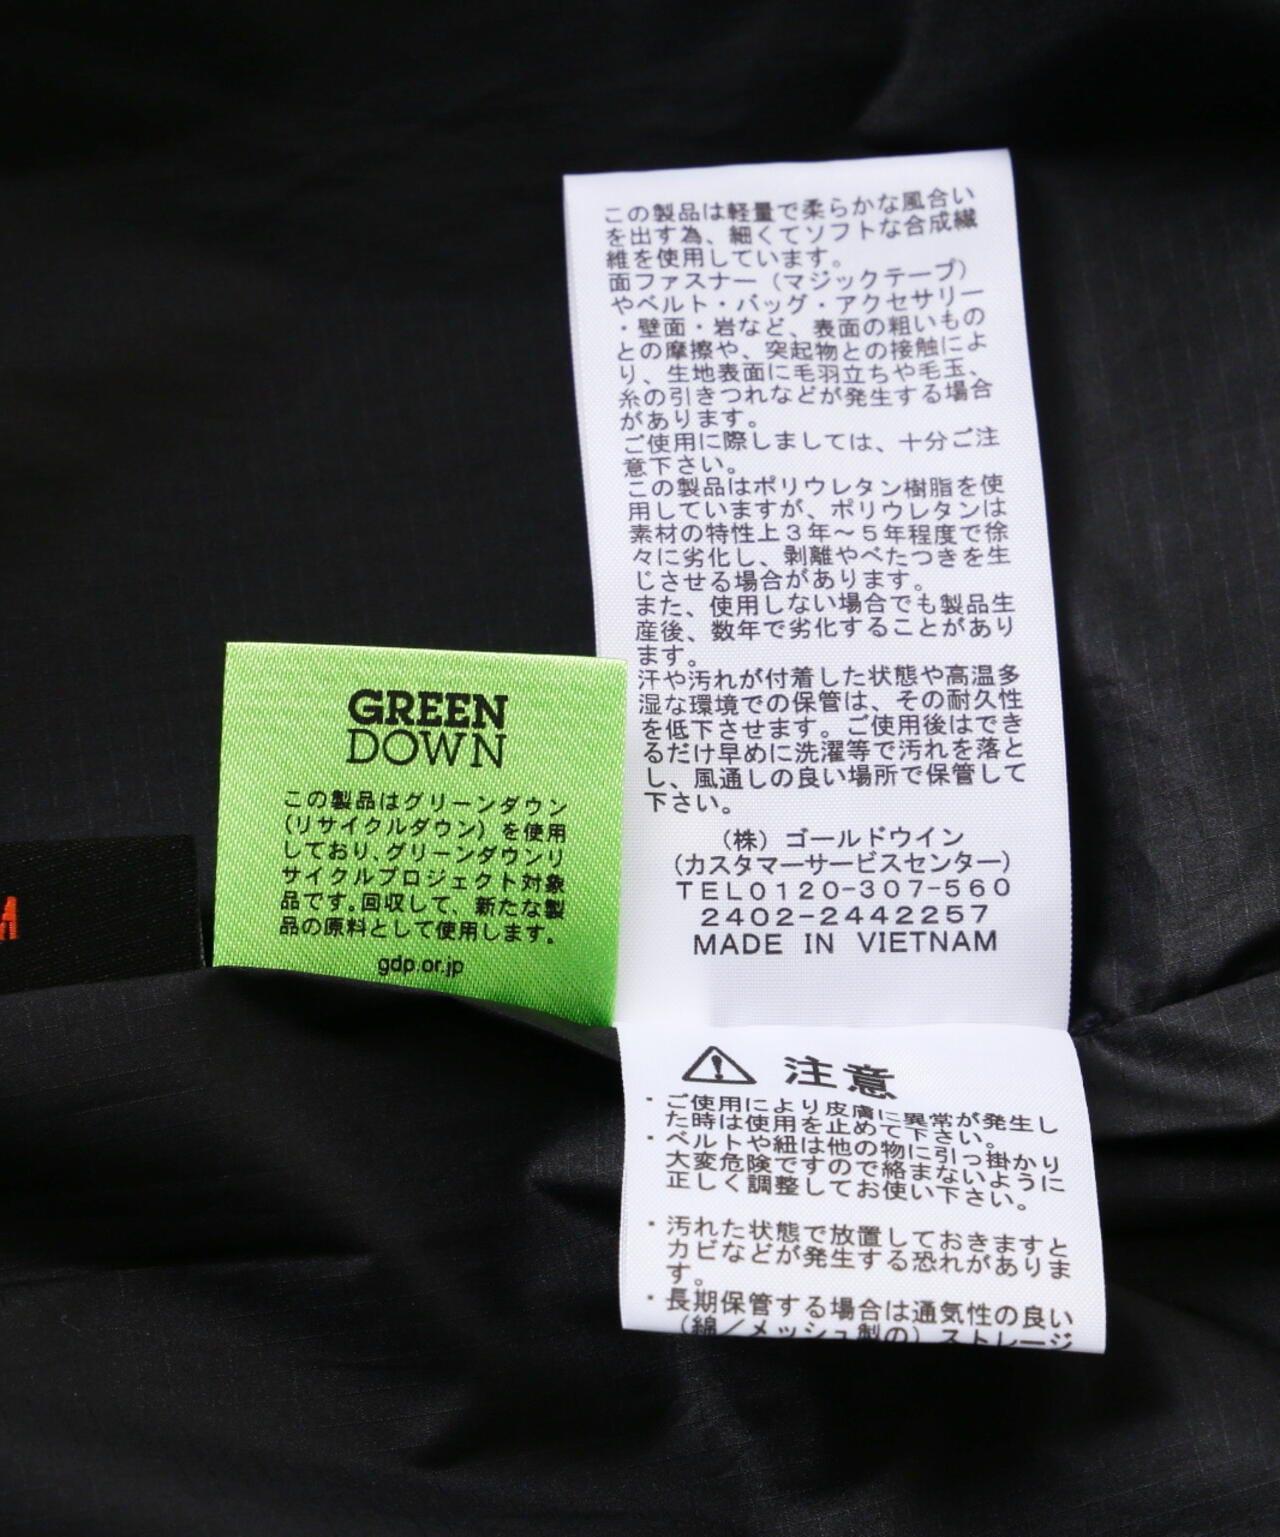 この製品は軽量で柔らかな風合い
を出す為、細くてソフトな合成繊
維を使用しています。
面ファスナー（マジックテープ）
やベルト・バッグ・アクセサリー
・壁面・岩など、表面の粗いもの
との摩擦や、突起物との接触によ
り、生地表面に毛羽立ちや毛玉、
糸の引きつれなどが発生する場合
があります。
ご使用に際しましては、十分ご注
意下さい。
この製品はポリウレタン樹脂を使
用していますが、ポリウレタンは
素材の特性上３年～５年程度で徐
々に劣化し、剥離やべたつきを生
じさせる場合があります。
また、使用しない場合でも製品生
産後、数年で劣化することがあり
ます。
汗や汚れが付着した状態や高温多
湿な環境での保管は、その耐久性
を低下させます。ご使用後はでき
るだけ早めに洗濯等で汚れを落と
し、風通しの良い場所で保管して
下さい。
（株）ゴールドウイン
（カスタマーサービスセンター）
TEL0120-307-560
2402-2442257
MADE IN VIETNAM
GREEN
DOWN
この製品はグリーンダウン
（リサイクルダウン）を使用
しており、グリーンダウンリ
サイクルプロジェクト対象
品です。回収して、新たな製
品の原料として使用します。
gdp.or.jp
M
注意
・ご使用により皮膚に異常が発生し
た時は使用を止めて下さい。
・ベルトや紐は他の物に引っ掛かり
大変危険ですので絡まないように
正しく調整してお使い下さい。
・汚れた状態で放置しておきますと
カビなどが発生する恐れがありま
す。
・長期保管する場合は通気性の良い
（綿／メッシュ製の）ストレージ